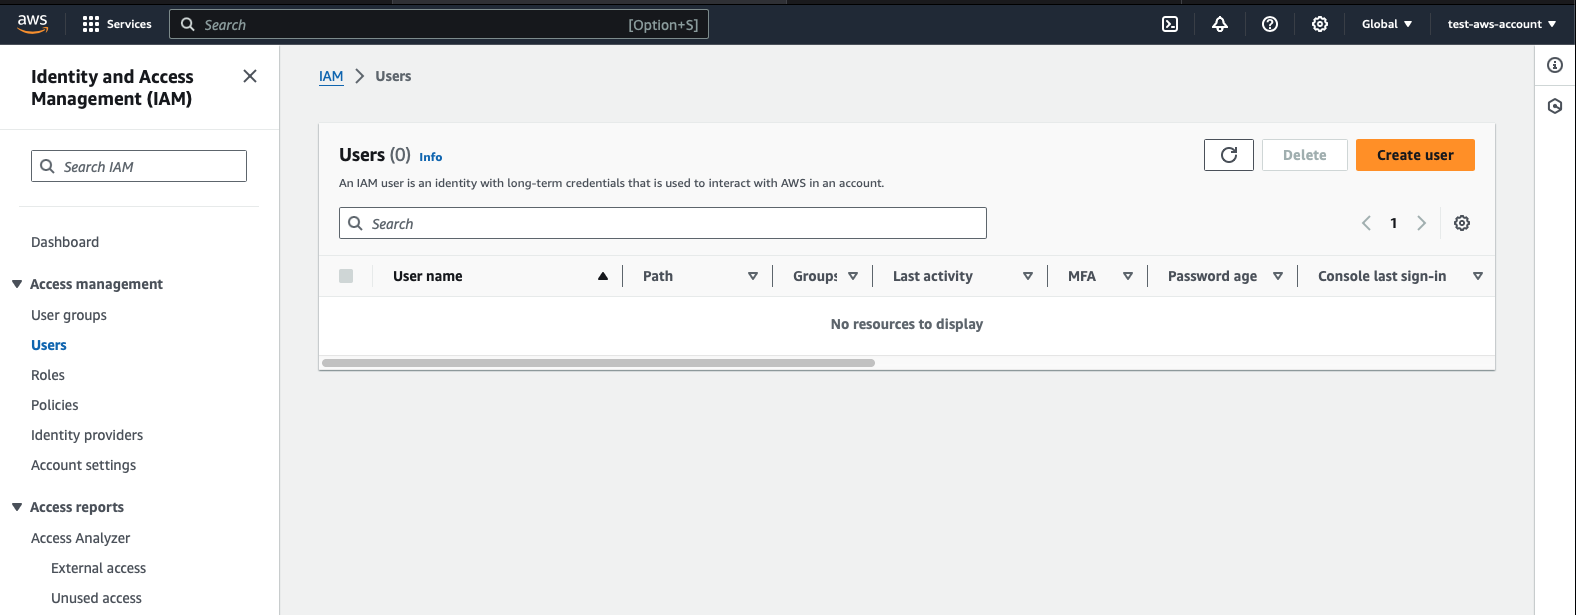 aws
Services
Search [Option+S]
Global
test-aws-account
Identity and Access
Management (IAM)
Search IAM
Dashboard
Access management
User groups
Users
Roles
Policies
Identity providers
Account settings
Access reports
Access Analyzer
External access
Unused access
IAM > Users
Users (0) Info
An IAM user is an identity with long-term credentials that is used to interact with AWS in an account.
Delete
Create user
Search
1
User name Path Groups Last activity MFA Password age Console last sign-in
No resources to display